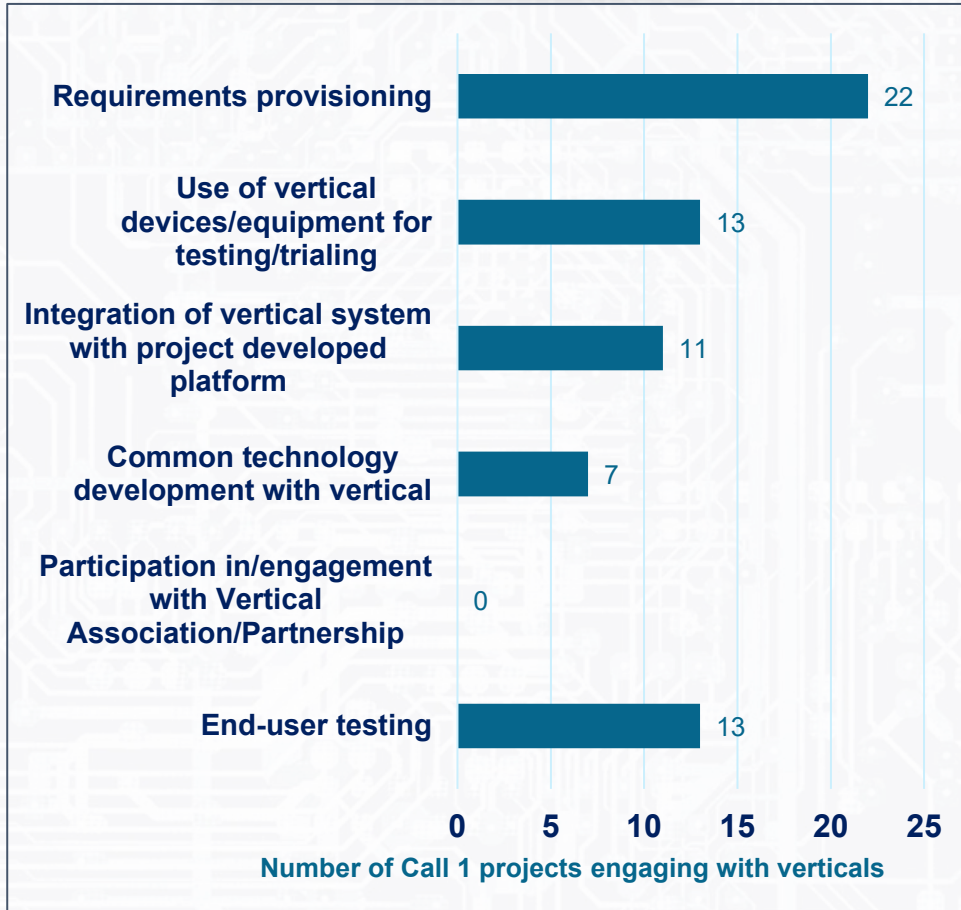 Requirements provisioning
22
Use of vertical
devices/equipment for
testing/trialing
13
Integration of vertical system
with project developed
platform
11
Common technology
development with vertical
7
Participation in/engagement
with Vertical
Association/Partnership
0
End-user testing
13
0 5 10 15 20 25
Number of Call 1 projects engaging with verticals